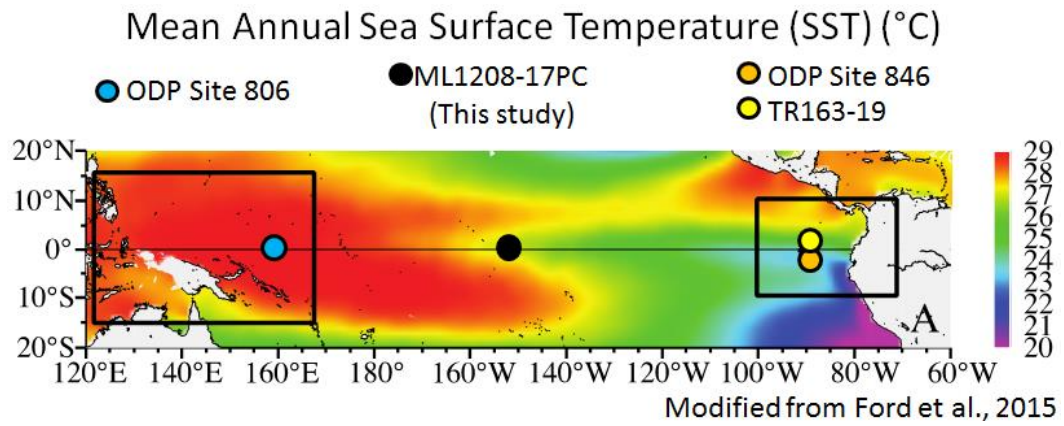 Mean Annual Sea Surface Temperature (SST) (°C)
ODP Site 806
ML1208-17PC
(This study)
ODP Site 846
TR163-19
20°N
10°N
0°
10°S
20°S
120°E 140°E 160°E 180° 160°W 140°W 120°W 100°W 80°W 60°W
A
29
28
27
26
25
24
23
22
21
20
Modified from Ford et al., 2015